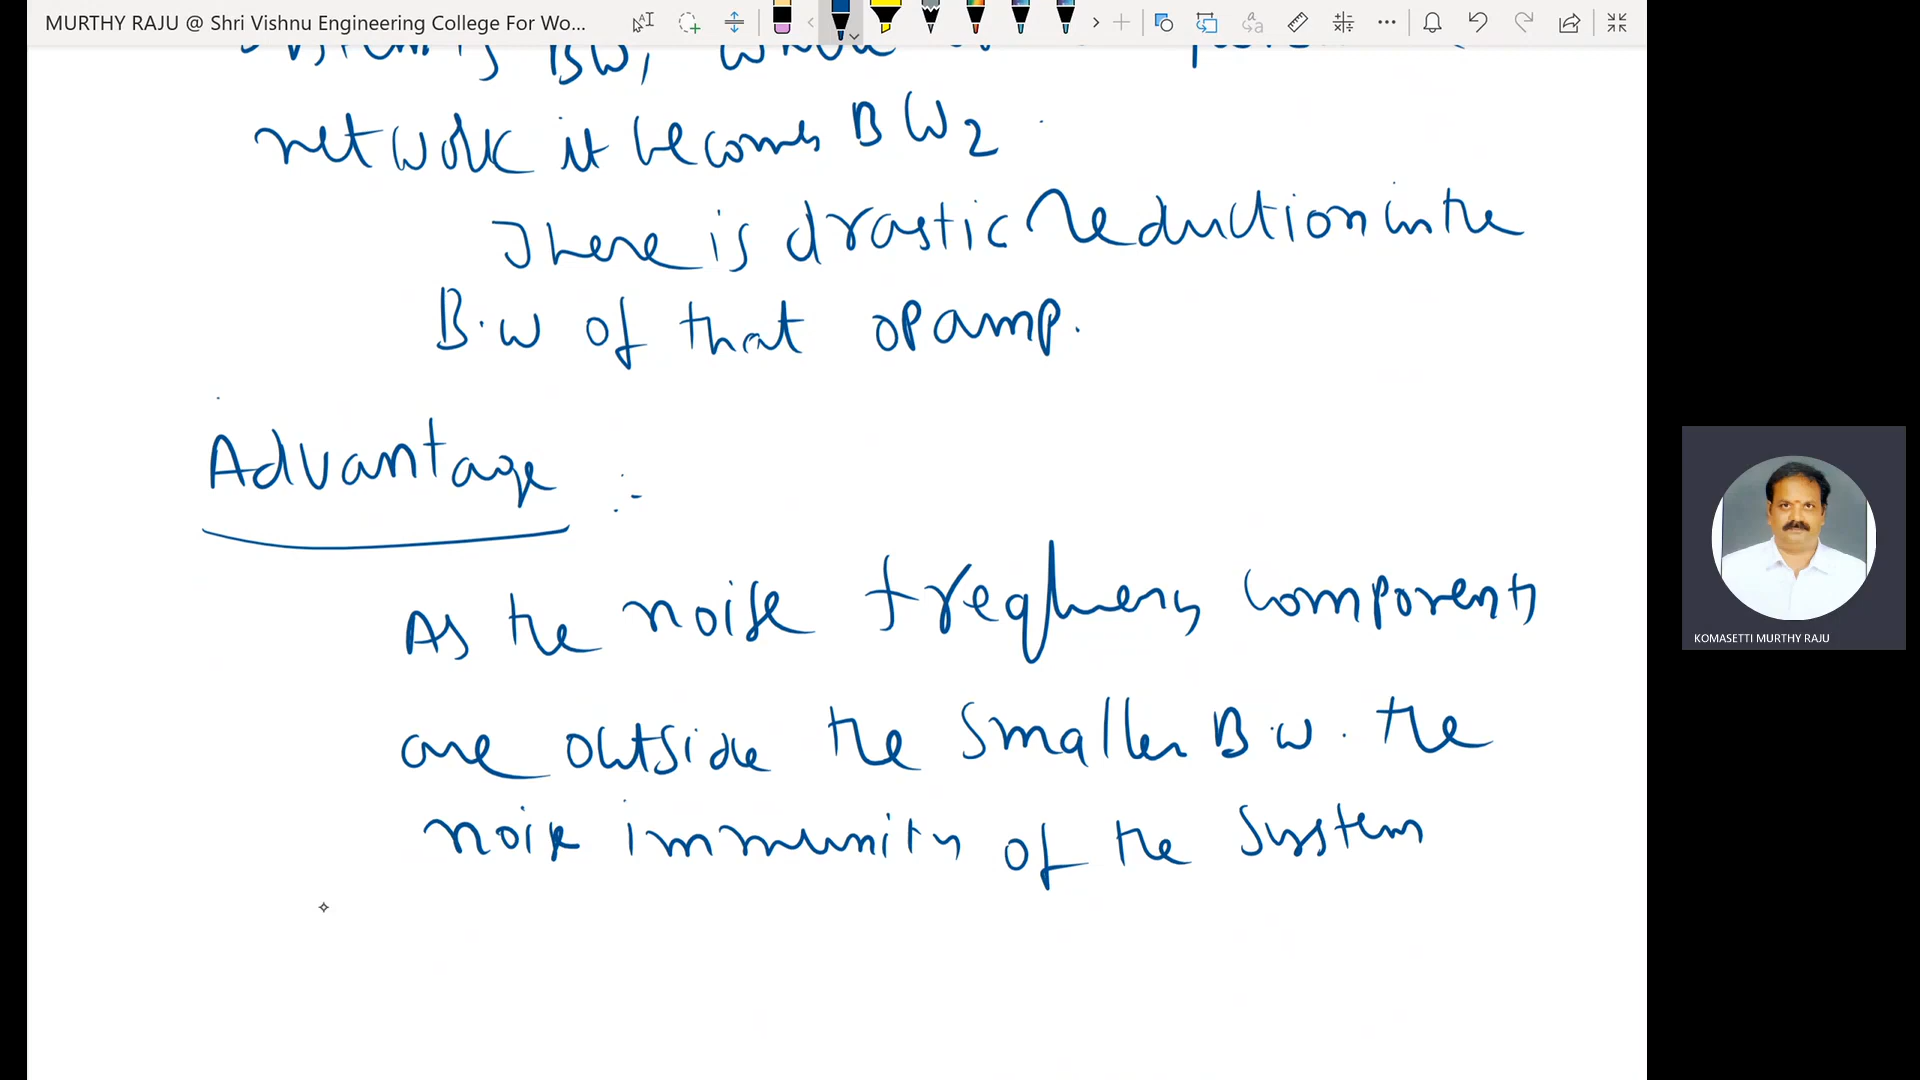 MURTHY RAJU @ Shri Vishnu Engineering College For Wo...
BW1
network it becomes BW2.
There is drastic reduction in the
B.W of that opamp.
Advantage :-
As the noise frequency components
are outside the smaller B.W. the
noise immunity of the system
KOMASETTI MURTHY RAJU